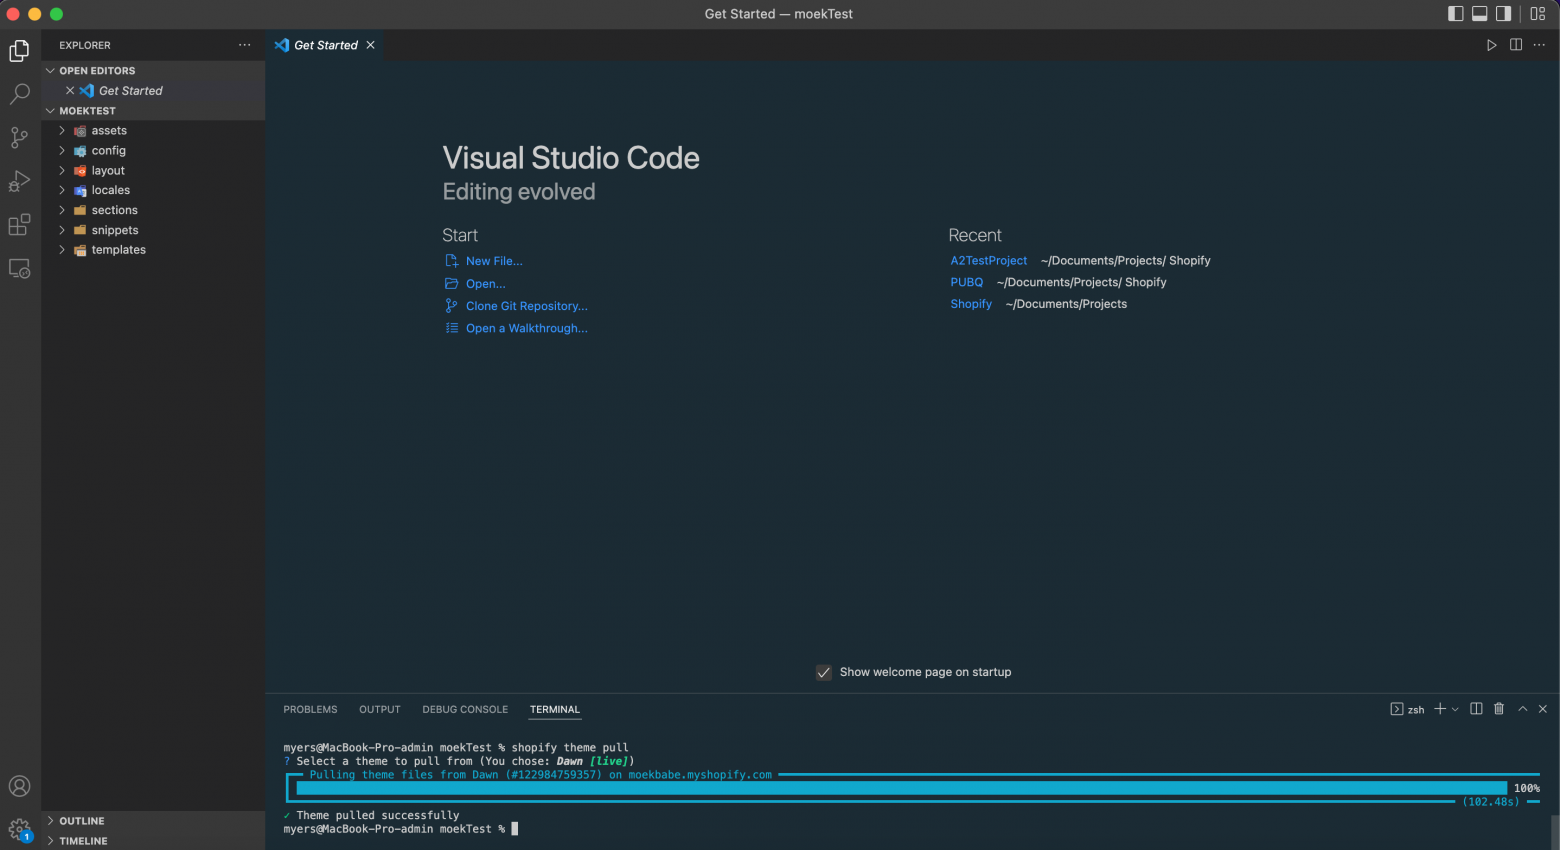 Get Started — moekTest
EXPLORER
Get Started
OPEN EDITORS
Get Started
MOEKTEST
assets
config
layout
locales
sections
snippets
templates
Visual Studio Code
Editing evolved
Start
New File...
Open...
Clone Git Repository...
Open a Walkthrough...
Recent
A2TestProject ~/Documents/Projects/ Shopify
PUBQ ~/Documents/Projects/ Shopify
Shopify ~/Documents/Projects
Show welcome page on startup
PROBLEMS OUTPUT DEBUG CONSOLE TERMINAL
zsh
myers@MacBook-Pro-admin moekTest % shopify theme pull
? Select a theme to pull from (You chose: Dawn [live])
Pulling theme files from Dawn (#122984759357) on moekbabe.myshopify.com
100%
(102.48s)
✓ Theme pulled successfully
myers@MacBook-Pro-admin moekTest %
1
OUTLINE
TIMELINE